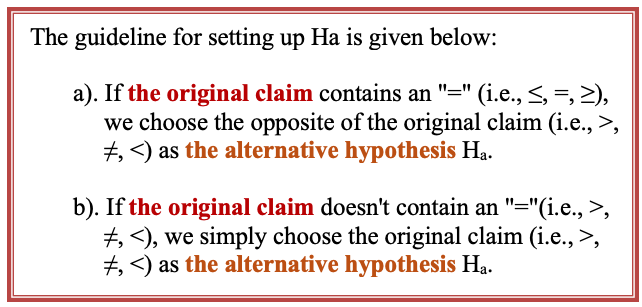 The guideline for setting up Ha is given below:
a). If the original claim contains an "=" (i.e., ≤, =, ≥),
we choose the opposite of the original claim (i.e., >,
≠, <) as the alternative hypothesis Hₐ.
b). If the original claim doesn't contain an "="(i.e., >,
≠, <), we simply choose the original claim (i.e., >,
≠, <) as the alternative hypothesis Hₐ.